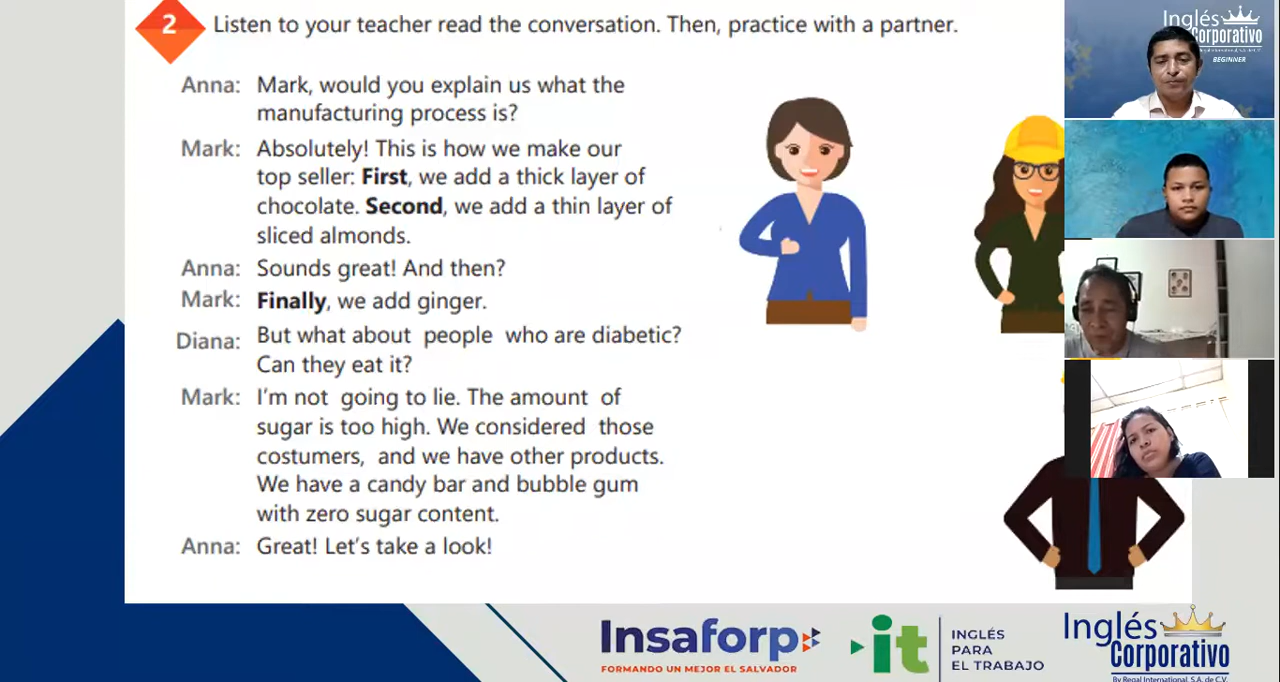 2 Listen to your teacher read the conversation. Then, practice with a partner.
Anna: Mark, would you explain us what the
manufacturing process is?
Mark: Absolutely! This is how we make our
top seller: First, we add a thick layer of
chocolate. Second, we add a thin layer of
sliced almonds.
Anna: Sounds great! And then?
Mark: Finally, we add ginger.
Diana: But what about people who are diabetic?
Can they eat it?
Mark: I'm not going to lie. The amount of
sugar is too high. We considered those
costumers, and we have other products.
We have a candy bar and bubble gum
with zero sugar content.
Anna: Great! Let's take a look!
Inglés
Corporativo
BEGINNER
Insaforp
FORMANDO UN MEJOR EL SALVADOR
it
INGLÉS
PARA
EL TRABAJO
Inglés
Corporativo
By Regal International, S.A. de C.V.